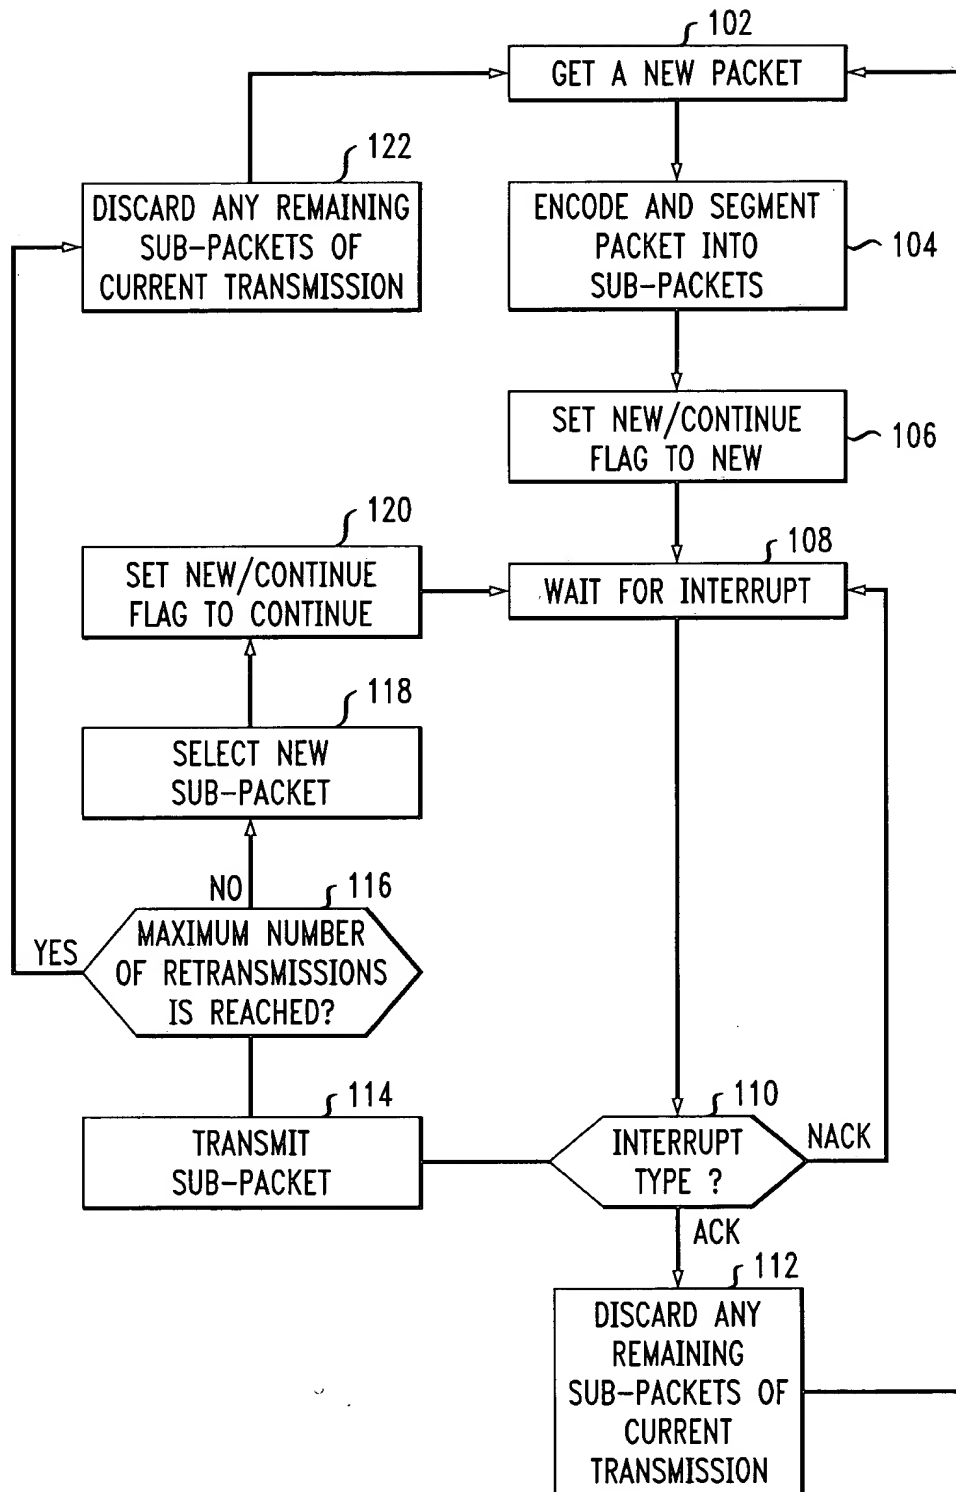 102
GET A NEW PACKET
122
DISCARD ANY REMAINING
SUB-PACKETS OF
CURRENT TRANSMISSION
ENCODE AND SEGMENT
PACKET INTO
SUB-PACKETS
104
SET NEW/CONTINUE
FLAG TO NEW
106
120
SET NEW/CONTINUE
FLAG TO CONTINUE
108
WAIT FOR INTERRUPT
118
SELECT NEW
SUB-PACKET
NO
116
YES
MAXIMUM NUMBER
OF RETRANSMISSIONS
IS REACHED?
114
TRANSMIT
SUB-PACKET
110
INTERRUPT
TYPE ?
NACK
ACK
112
DISCARD ANY
REMAINING
SUB-PACKETS OF
CURRENT
TRANSMISSION